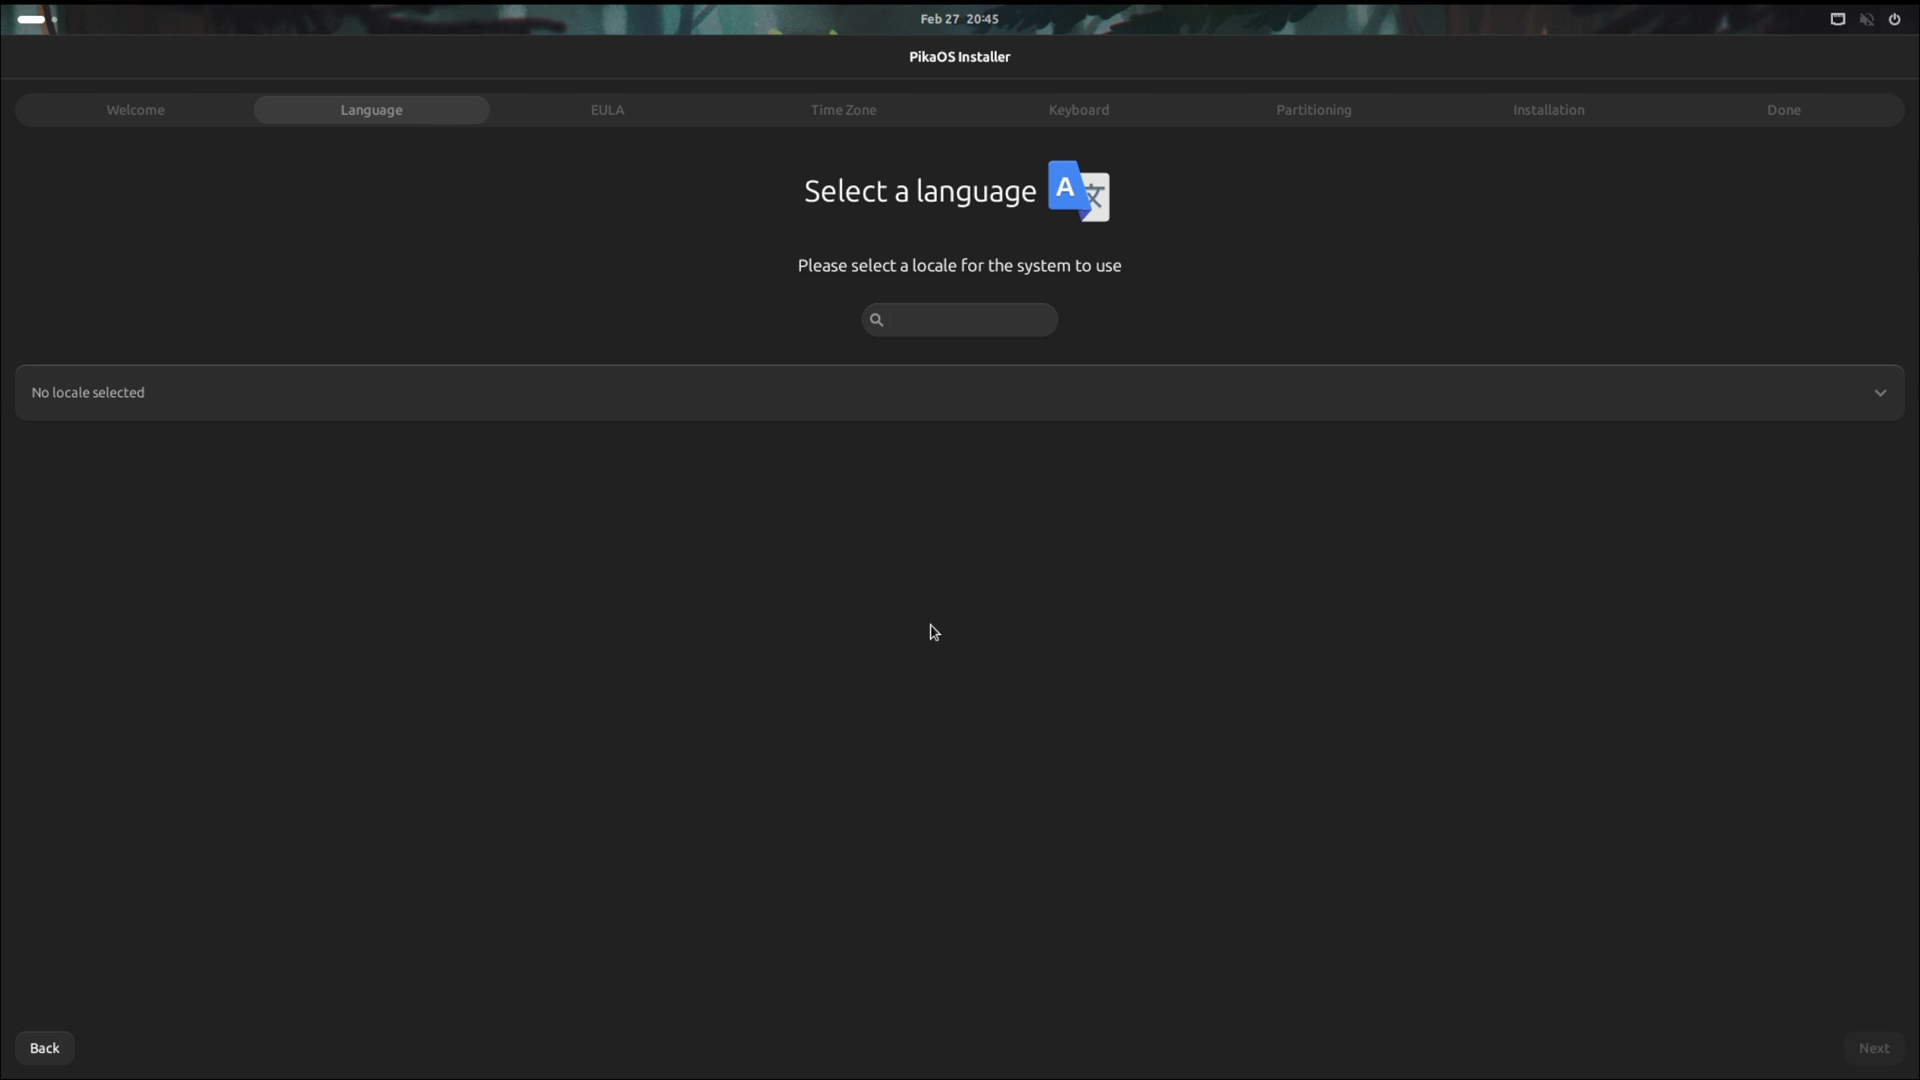 Feb 27 20:45
PikaOS Installer
Welcome Language EULA Time Zone Keyboard Partitioning Installation Done
Select a language A 文
Please select a locale for the system to use
No locale selected
Back Next